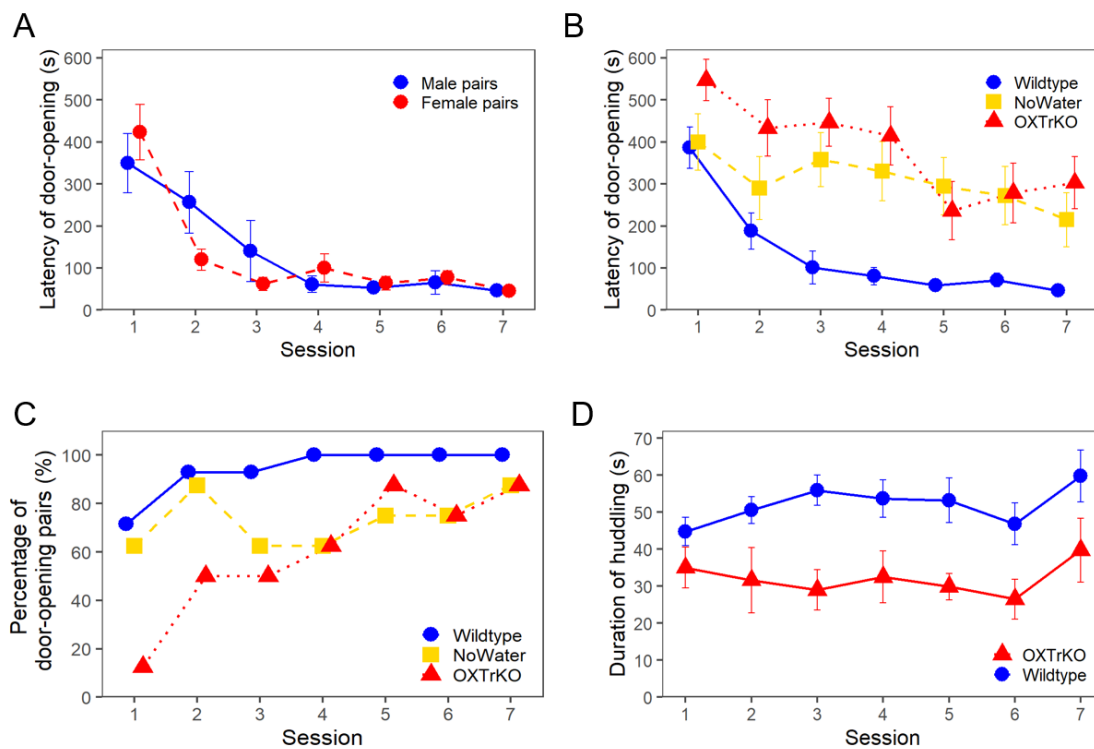 A
Latency of door-opening (s)
600
500
400
300
200
100
0
Male pairs
Female pairs
1 2 3 4 5 6 7
Session
B
Latency of door-opening (s)
600
500
400
300
200
100
0
Wildtype
NoWater
OXTrKO
1 2 3 4 5 6 7
Session
C
Percentage of
door-opening pairs (%)
100
80
60
40
20
0
Wildtype
NoWater
OXTrKO
1 2 3 4 5 6 7
Session
D
Duration of huddling (s)
70
60
50
40
30
20
10
0
OXTrKO
Wildtype
1 2 3 4 5 6 7
Session